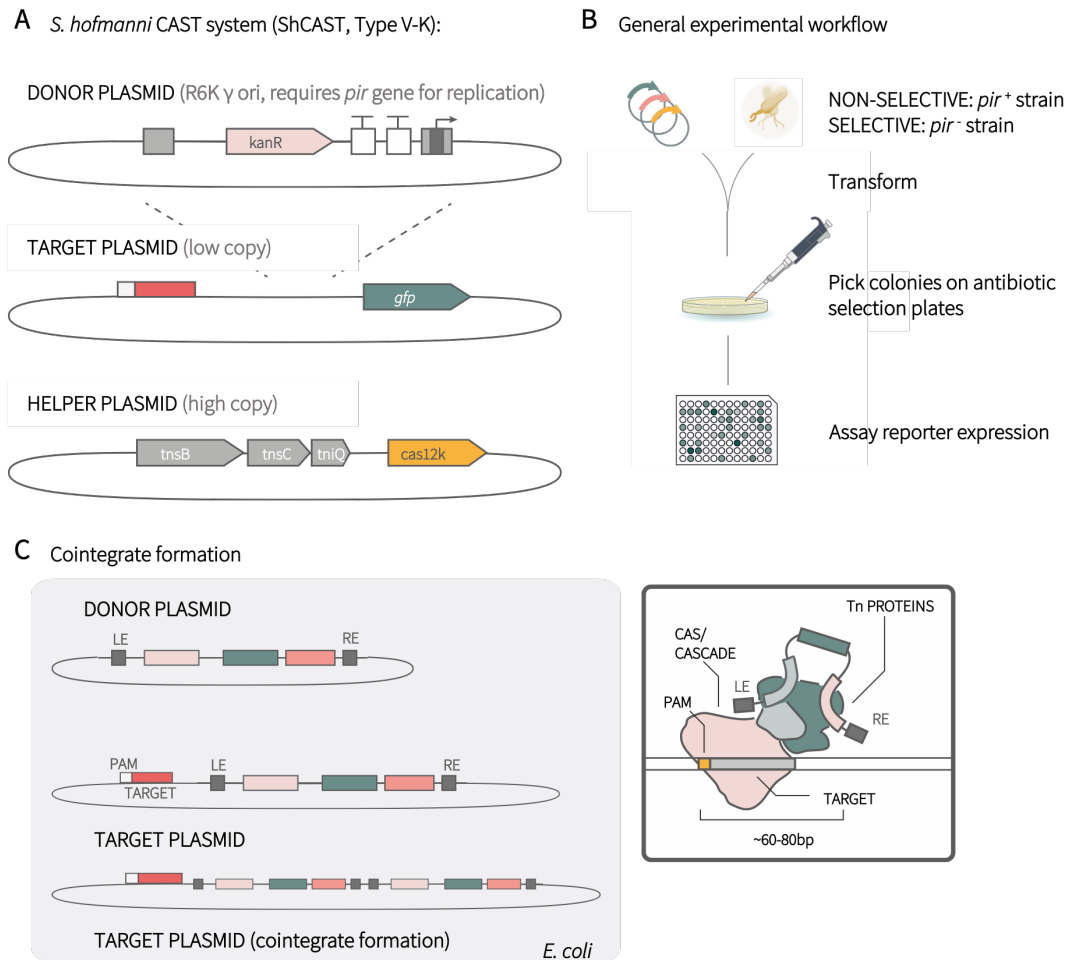 A
S. hofmanni CAST system (ShCAST, Type V-K):
DONOR PLASMID (R6K γ ori, requires pir gene for replication)
kanR
TARGET PLASMID (low copy)
gfp
HELPER PLASMID (high copy)
tnsB
tnsC
tniQ
cas12k
B
General experimental workflow
NON-SELECTIVE: pir + strain
SELECTIVE: pir - strain
Transform
Pick colonies on antibiotic
selection plates
Assay reporter expression
C
Cointegrate formation
DONOR PLASMID
LE
RE
PAM
TARGET
LE
RE
TARGET PLASMID
TARGET PLASMID (cointegrate formation)
E. coli
Tn PROTEINS
CAS/
CASCADE
LE
PAM
RE
TARGET
~60-80bp